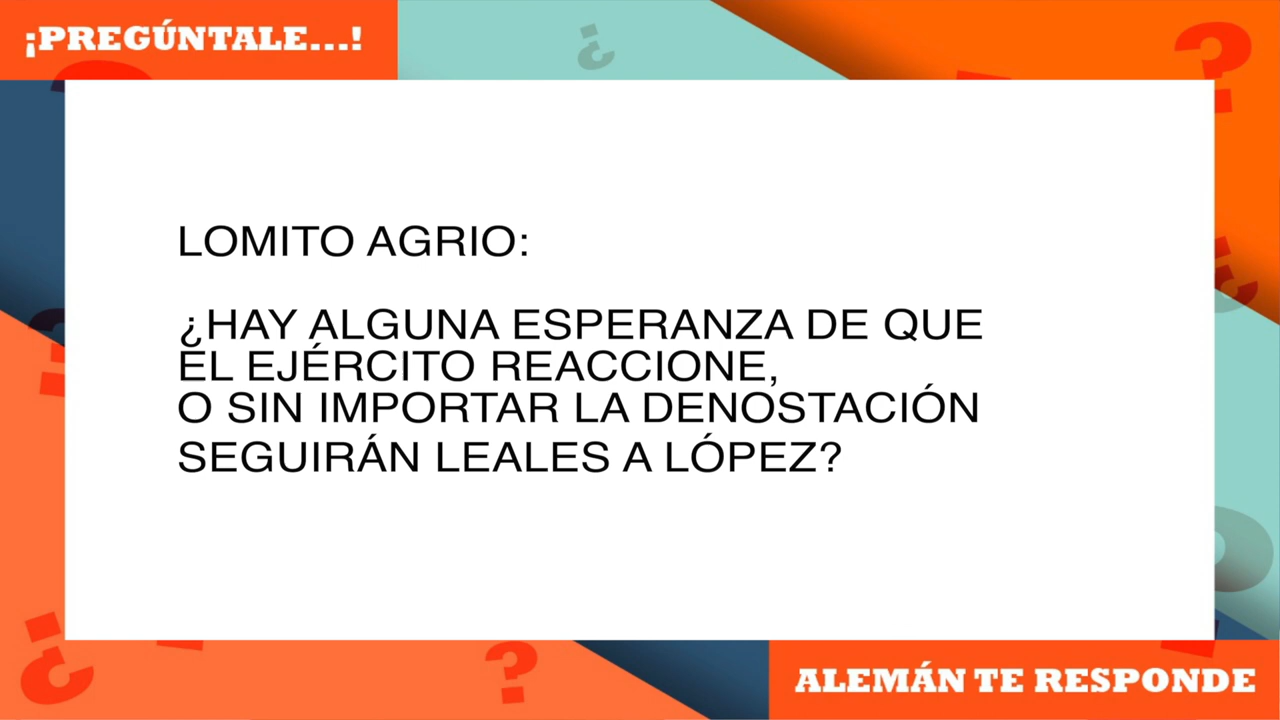 ¡PREGÚNTALE...!
LOMITO AGRIO:
¿HAY ALGUNA ESPERANZA DE QUE
EL EJÉRCITO REACCIONE,
O SIN IMPORTAR LA DENOSTACIÓN
SEGUIRÁN LEALES A LÓPEZ?
ALEMÁN TE RESPONDE